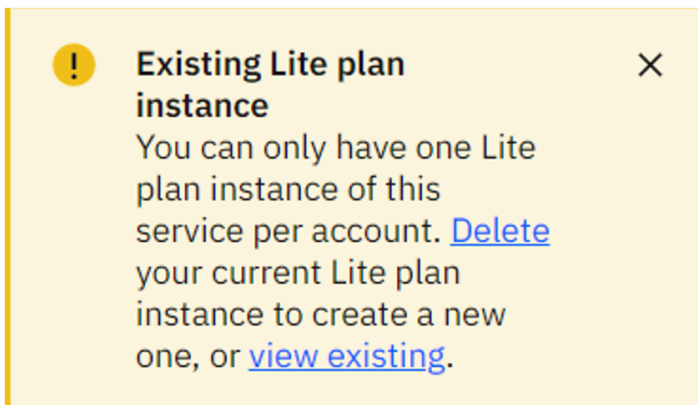 Existing Lite plan
instance
You can only have one Lite
plan instance of this
service per account. Delete
your current Lite plan
instance to create a new
one, or view existing.